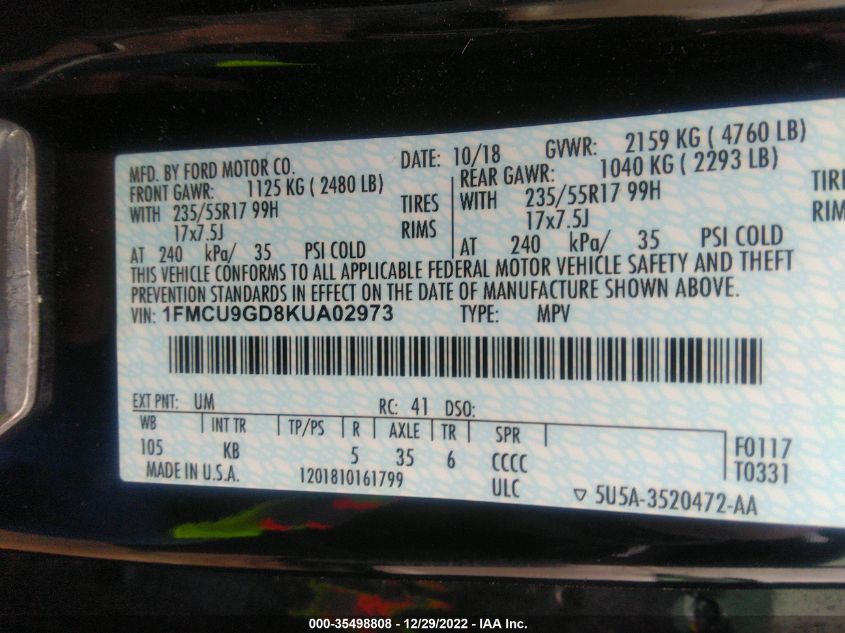 MFD. BY FORD MOTOR CO. DATE: 10/18 GVWR: 2159 KG ( 4760 LB)
FRONT GAWR: 1125 KG ( 2480 LB) REAR GAWR: 1040 KG ( 2293 LB)
WITH 235/55R17 99H TIRES WITH 235/55R17 99H TIRE
17x7.5J RIMS 17x7.5J RIM
AT 240 kPa/ 35 PSI COLD AT 240 kPa/ 35 PSI COLD
THIS VEHICLE CONFORMS TO ALL APPLICABLE FEDERAL MOTOR VEHICLE SAFETY AND THEFT
PREVENTION STANDARDS IN EFFECT ON THE DATE OF MANUFACTURE SHOWN ABOVE.
VIN: 1FMCU9GD8KUA02973 TYPE: MPV
EXT PNT: UM RC: 41 DSO:
WB INT TR TP/PS R AXLE TR SPR
105 KB 5 35 6 CCCC F0117
T0331
MADE IN U.S.A. 1201810161799 ULC ▽ 5U5A-3520472-AA
000-35498808 - 12/29/2022 - IAA Inc.